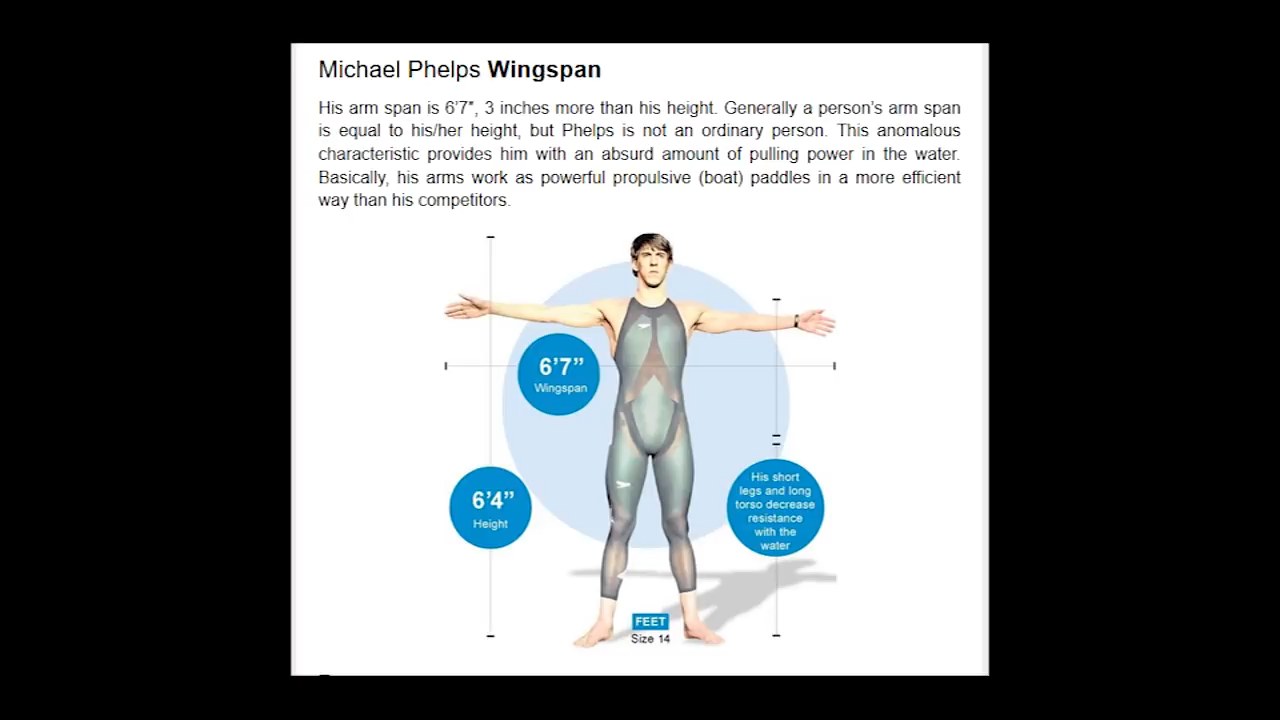 Michael Phelps Wingspan
His arm span is 6'7", 3 inches more than his height. Generally a person's arm span
is equal to his/her height, but Phelps is not an ordinary person. This anomalous
characteristic provides him with an absurd amount of pulling power in the water.
Basically, his arms work as powerful propulsive (boat) paddles in a more efficient
way than his competitors.
6’7”
Wingspan
6’4”
Height
His short
legs and long
torso decrease
resistance
with the
water
FEET
Size 14